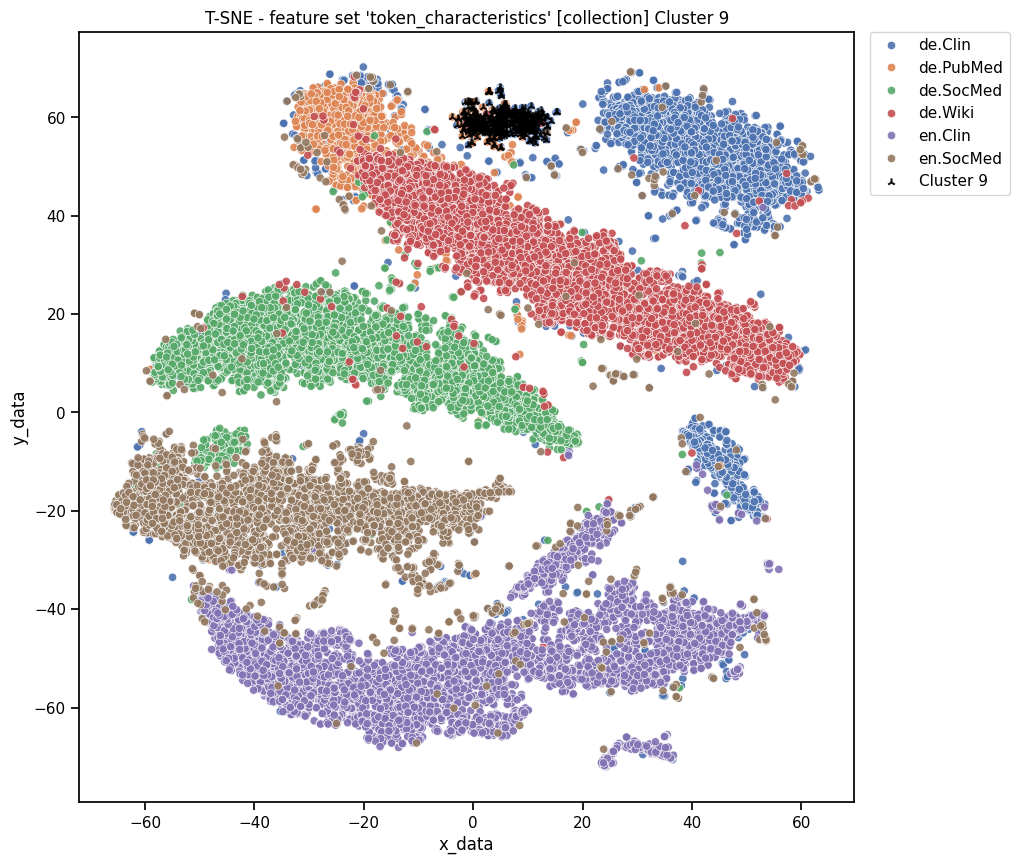 T-SNE - feature set 'token_characteristics' [collection] Cluster 9
de.Clin
de.PubMed
de.SocMed
de.Wiki
en.Clin
en.SocMed
Cluster 9
y_data
60
40
20
0
−20
−40
−60
−60 −40 −20 0 20 40 60
x_data